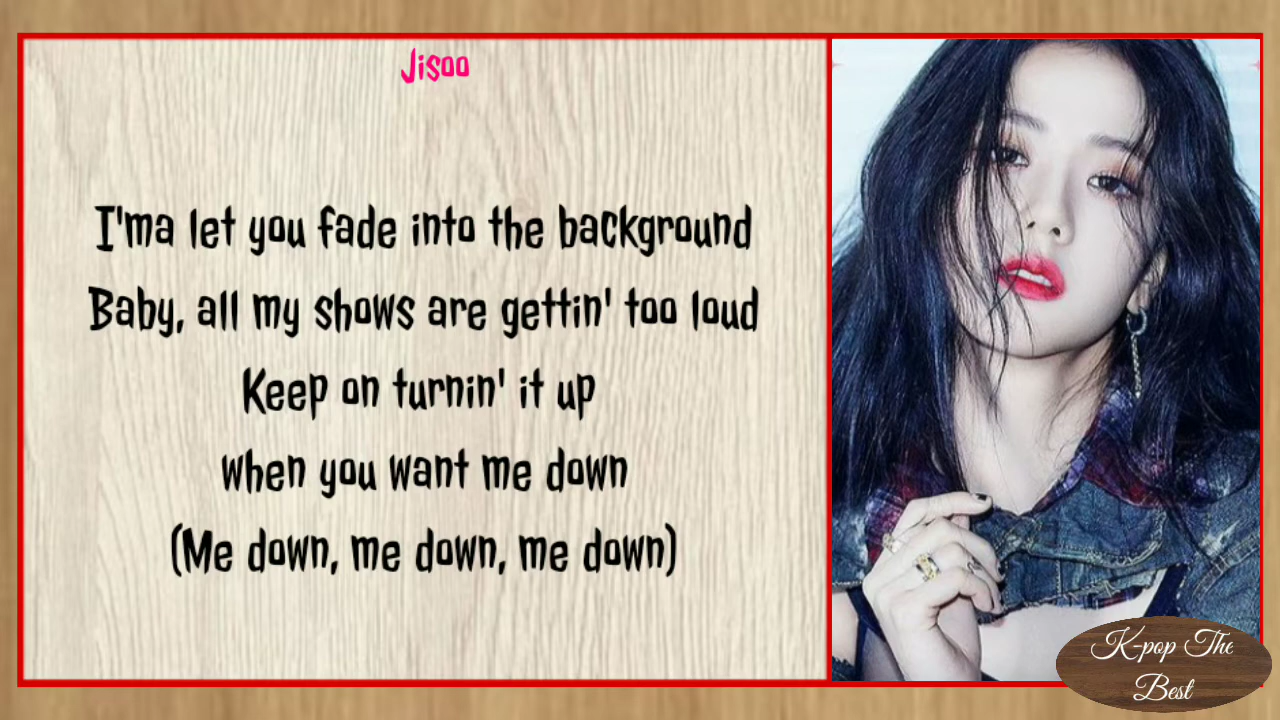 Jisoo
I'ma let you fade into the background
Baby, all my shows are gettin' too loud
Keep on turnin' it up
when you want me down
(Me down, me down, me down)
K-pop The
Best